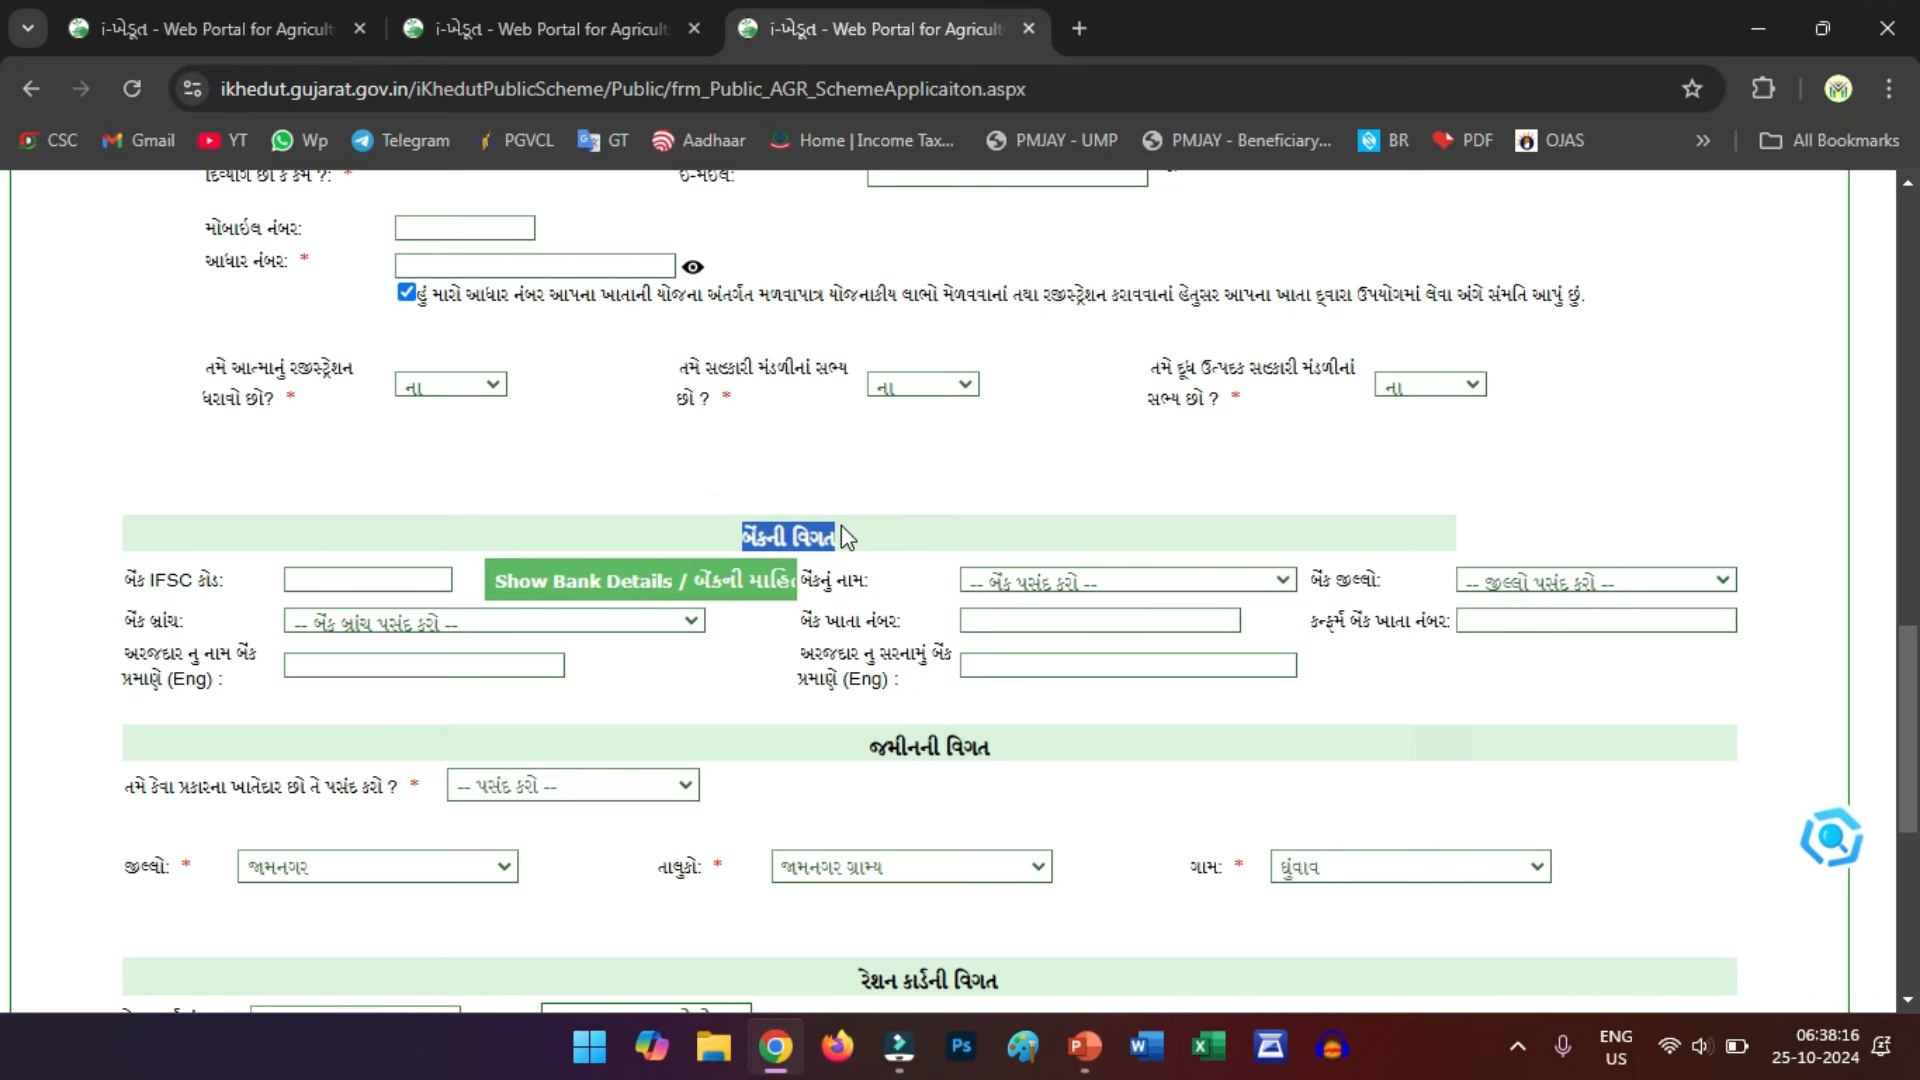 i-ખેડૂત - Web Portal for Agricult
i-ખેડૂત - Web Portal for Agricult
i-ખેડૂત - Web Portal for Agricult
ikhedut.gujarat.gov.in/iKhedutPublicScheme/Public/frm_Public_AGR_SchemeApplicaiton.aspx
CSC Gmail YT Wp Telegram PGVCL GT Aadhaar Home | Income Tax... PMJAY - UMP PMJAY - Beneficiary... BR PDF OJAS » All Bookmarks
દિવ્યાંગ છો કે કેમ ?: * ઇ-મેઇલ:
મોબાઇલ નંબર:
આધાર નંબર: *
હું મારો આધાર નંબર આપના ખાતાની યોજના અંતર્ગત મળવાપાત્ર યોજનાકીય લાભો મેળવવાનાં તથા રજીસ્ટ્રેશન કરાવવાનાં હેતુસર આપના ખાતા દ્વારા ઉપયોગમાં લેવા અંગે સંમતિ આપું છું.
તમે આત્માનું રજીસ્ટ્રેશન ધરાવો છો? * ના
તમે સહકારી મંડળીનાં સભ્ય છો ? * ના
તમે દૂધ ઉત્પદક સહકારી મંડળીનાં સભ્ય છો ? * ના
બેંકની વિગત
બેંક IFSC કોડ: Show Bank Details / બેંકની માહિ બેંકનું નામ: -- બેંક પસંદ કરો -- બેંક જીલ્લો: -- જીલ્લો પસંદ કરો --
બેંક બ્રાંચ: -- બેંક બ્રાંચ પસંદ કરો -- બેંક ખાતા નંબર: કન્ફર્મ બેંક ખાતા નંબર:
અરજદાર નુ નામ બેંક પ્રમાણે (Eng) :
અરજદાર નુ સરનામું બેંક પ્રમાણે (Eng) :
જમીનની વિગત
તમે કેવા પ્રકારના ખાતેદાર છો તે પસંદ કરો ? * -- પસંદ કરો --
જીલ્લો: * જામનગર તાલુકો: * જામનગર ગ્રામ્ય ગામ: * ધુંવાવ
રેશન કાર્ડની વિગત
ENG
US
06:38:16
25-10-2024